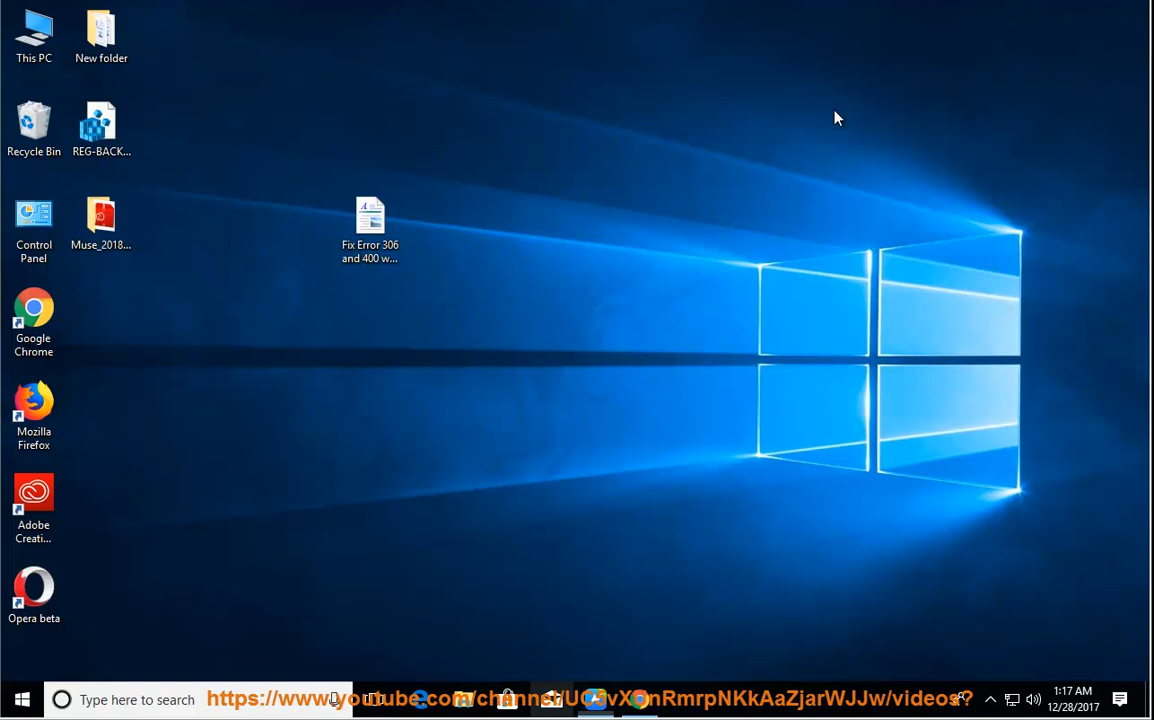 This PC
New folder
Recycle Bin
REG-BACK...
Control
Panel
Muse_2018...
Fix Error 306
and 400 w...
Google
Chrome
Mozilla
Firefox
Adobe
Creati...
Opera beta
Type here to search
1:17 AM
12/28/2017